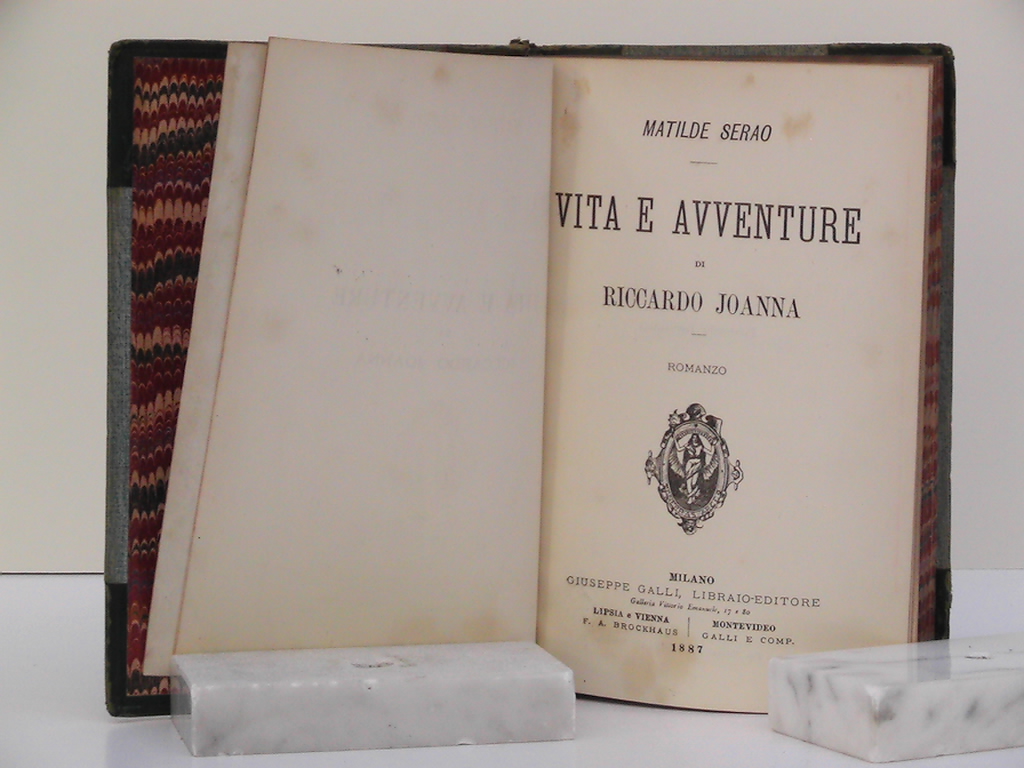 MATILDE SERAO
VITA E AVVENTURE
DI
RICCARDO JOANNA
ROMANZO
MILANO
GIUSEPPE GALLI, LIBRAIO-EDITORE
Galleria Vittorio Emanuele, 17 e 80
LIPSIA e VIENNA
F. A. BROCKHAUS
MONTEVIDEO
GALLI E COMP.
1887